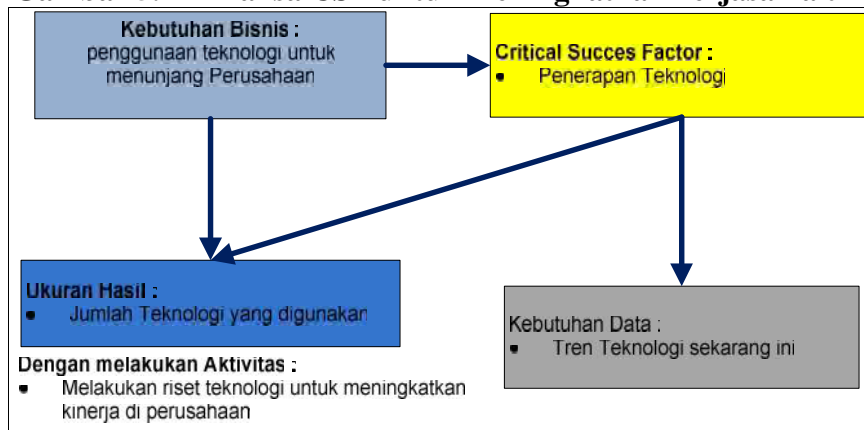 Kebutuhan Bisnis :
penggunaan teknologi untuk
menunjang Perusahaan
Critical Succes Factor :
• Penerapan Teknologi
Ukuran Hasil :
• Jumlah Teknologi yang digunakan
Kebutuhan Data :
• Tren Teknologi sekarang ini
Dengan melakukan Aktivitas :
• Melakukan riset teknologi untuk meningkatkan
kinerja di perusahaan